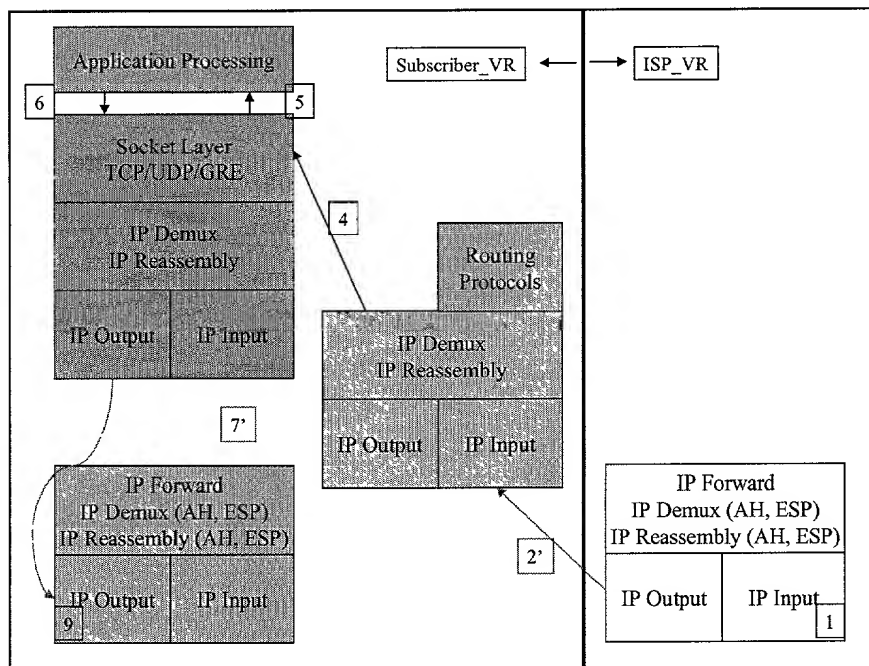 Application Processing
Subscriber_VR
ISP_VR
6
5
Socket Layer
TCP/UDP/GRE
4
IP Demux
IP Reassembly
Routing
Protocols
IP Output
IP Input
IP Demux
IP Reassembly
7’
IP Output
IP Input
IP Forward
IP Demux (AH, ESP)
IP Reassembly (AH, ESP)
2’
IP Forward
IP Demux (AH, ESP)
IP Reassembly (AH, ESP)
IP Output
IP Input
9
IP Output
IP Input
1